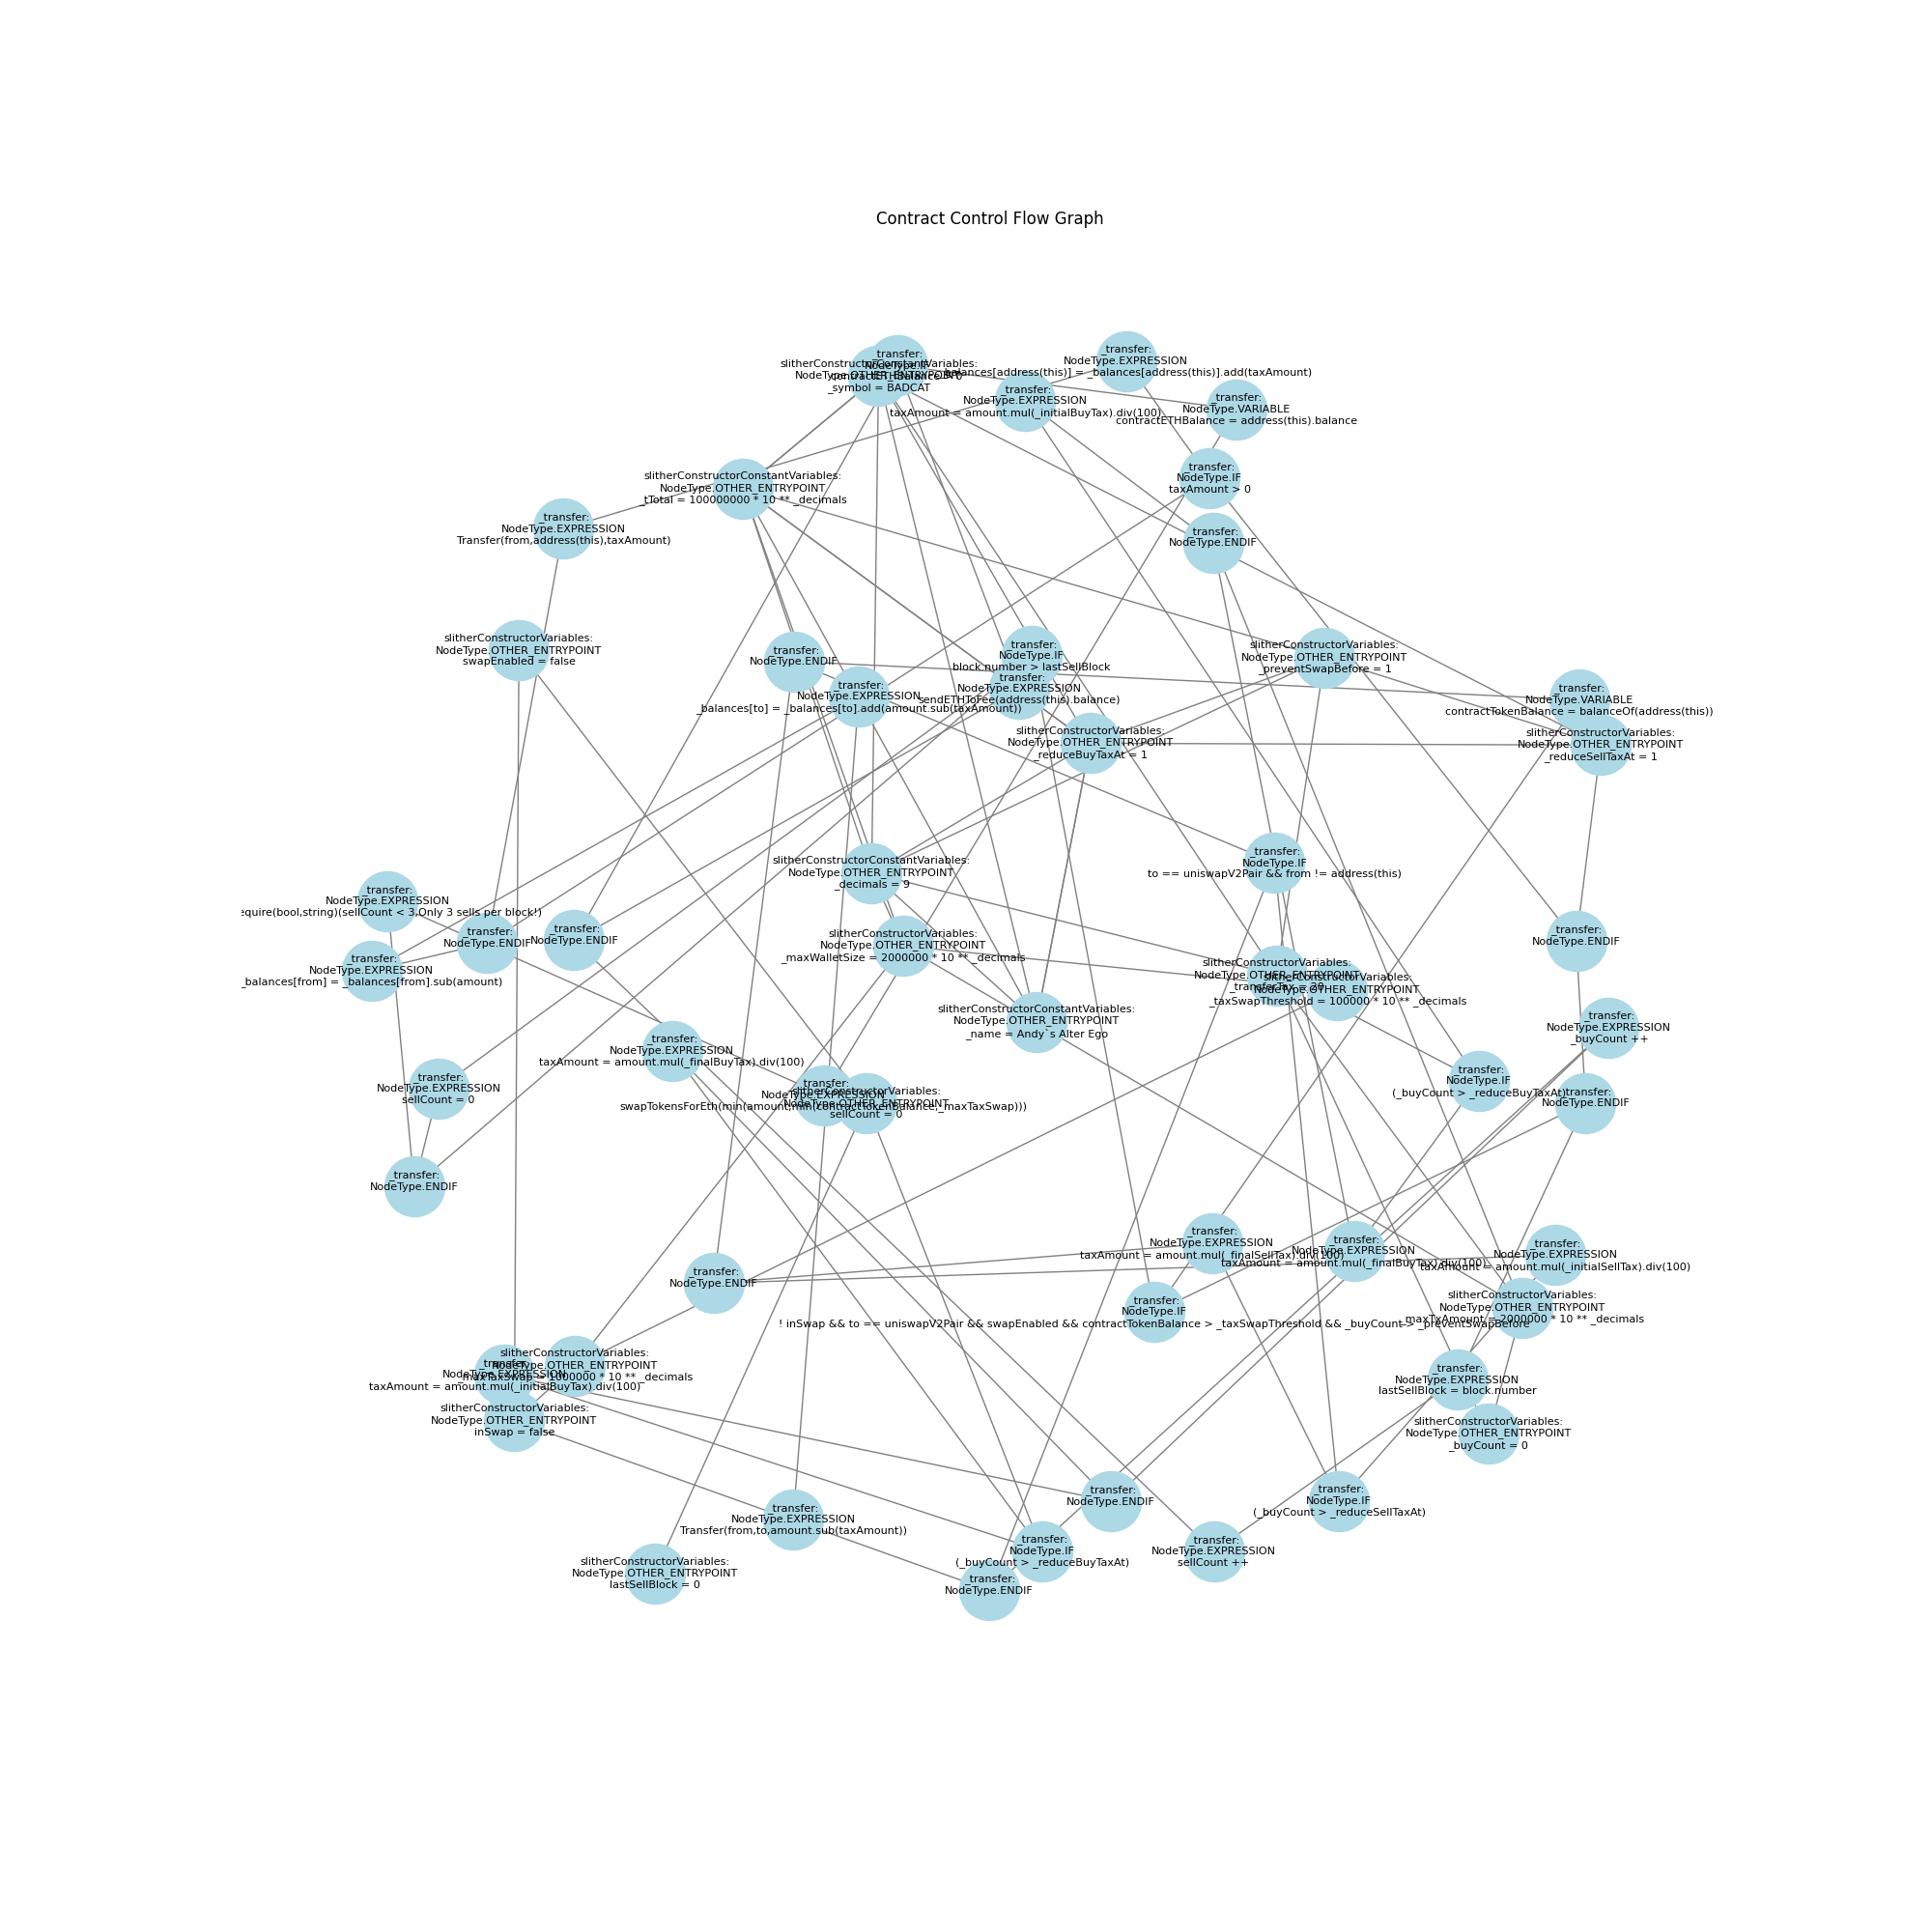 Contract Control Flow Graph
_transfer:
NodeType.EXPRESSION
_balances[address(this)] = _balances[address(this)].add(taxAmount)
slitherConstructorConstantVariables:
NodeType.OTHER_ENTRYPOINT
_symbol = BADCAT
_transfer:
NodeType.IF
_transfer:
NodeType.EXPRESSION
taxAmount = amount.mul(_initialBuyTax).div(100)
_transfer:
NodeType.VARIABLE
contractETHBalance = address(this).balance
_transfer:
NodeType.IF
taxAmount > 0
slitherConstructorConstantVariables:
NodeType.OTHER_ENTRYPOINT
_tTotal = 100000000 * 10 ** _decimals
_transfer:
NodeType.EXPRESSION
Transfer(from,address(this),taxAmount)
_transfer:
NodeType.ENDIF
slitherConstructorVariables:
NodeType.OTHER_ENTRYPOINT
swapEnabled = false
_transfer:
NodeType.ENDIF
_transfer:
NodeType.IF
block.number > lastSellBlock
slitherConstructorVariables:
NodeType.OTHER_ENTRYPOINT
_preventSwapBefore = 1
_transfer:
NodeType.EXPRESSION
_balances[to] = _balances[to].add(amount.sub(taxAmount))
_transfer:
NodeType.EXPRESSION
sendETHToFee(address(this).balance)
_transfer:
NodeType.VARIABLE
contractTokenBalance = balanceOf(address(this))
slitherConstructorVariables:
NodeType.OTHER_ENTRYPOINT
_reduceBuyTaxAt = 1
slitherConstructorVariables:
NodeType.OTHER_ENTRYPOINT
_reduceSellTaxAt = 1
slitherConstructorConstantVariables:
NodeType.OTHER_ENTRYPOINT
_decimals = 9
_transfer:
NodeType.IF
to == uniswapV2Pair && from != address(this)
_transfer:
NodeType.EXPRESSION
equire(bool,string)(sellCount < 3,Only 3 sells per block!)
_transfer:
NodeType.ENDIF
_transfer:
NodeType.ENDIF
slitherConstructorVariables:
NodeType.OTHER_ENTRYPOINT
_maxWalletSize = 2000000 * 10 ** _decimals
_transfer:
NodeType.ENDIF
_transfer:
NodeType.EXPRESSION
_balances[from] = _balances[from].sub(amount)
slitherConstructorVariables:
NodeType.OTHER_ENTRYPOINT
slitherConstructorVariables:
NodeType.OTHER_ENTRYPOINT
_taxSwapThreshold = 100000 * 10 ** _decimals
slitherConstructorConstantVariables:
NodeType.OTHER_ENTRYPOINT
_name = Andy`s Alter Ego
_transfer:
NodeType.EXPRESSION
_buyCount ++
_transfer:
NodeType.EXPRESSION
taxAmount = amount.mul(_finalBuyTax).div(100)
_transfer:
NodeType.EXPRESSION
sellCount = 0
_transfer:
NodeType.EXPRESSION
swapTokensForEth(min(amount,min(contractTokenBalance,_maxTaxSwap)))
slitherConstructorVariables:
NodeType.OTHER_ENTRYPOINT
sellCount = 0
_transfer:
NodeType.IF
(_buyCount > _reduceBuyTaxAt)
_transfer:
NodeType.ENDIF
_transfer:
NodeType.ENDIF
_transfer:
NodeType.EXPRESSION
taxAmount = amount.mul(_finalSellTax).div(100)
_transfer:
NodeType.EXPRESSION
taxAmount = amount.mul(_finalBuyTax).div(100)
_transfer:
NodeType.EXPRESSION
taxAmount = amount.mul(_initialSellTax).div(100)
_transfer:
NodeType.ENDIF
_transfer:
NodeType.IF
! inSwap && to == uniswapV2Pair && swapEnabled && contractTokenBalance > _taxSwapThreshold && _buyCount > _preventSwapBefore
slitherConstructorVariables:
NodeType.OTHER_ENTRYPOINT
_maxTxAmount = 2000000 * 10 ** _decimals
_transfer:
NodeType.EXPRESSION
taxAmount = amount.mul(_initialBuyTax).div(100)
slitherConstructorVariables:
NodeType.OTHER_ENTRYPOINT
_maxTaxSwap = 1000000 * 10 ** _decimals
_transfer:
NodeType.EXPRESSION
lastSellBlock = block.number
slitherConstructorVariables:
NodeType.OTHER_ENTRYPOINT
inSwap = false
slitherConstructorVariables:
NodeType.OTHER_ENTRYPOINT
_buyCount = 0
_transfer:
NodeType.ENDIF
_transfer:
NodeType.IF
(_buyCount > _reduceSellTaxAt)
_transfer:
NodeType.EXPRESSION
Transfer(from,to,amount.sub(taxAmount))
_transfer:
NodeType.IF
(_buyCount > _reduceBuyTaxAt)
_transfer:
NodeType.EXPRESSION
sellCount ++
slitherConstructorVariables:
NodeType.OTHER_ENTRYPOINT
lastSellBlock = 0
_transfer:
NodeType.ENDIF